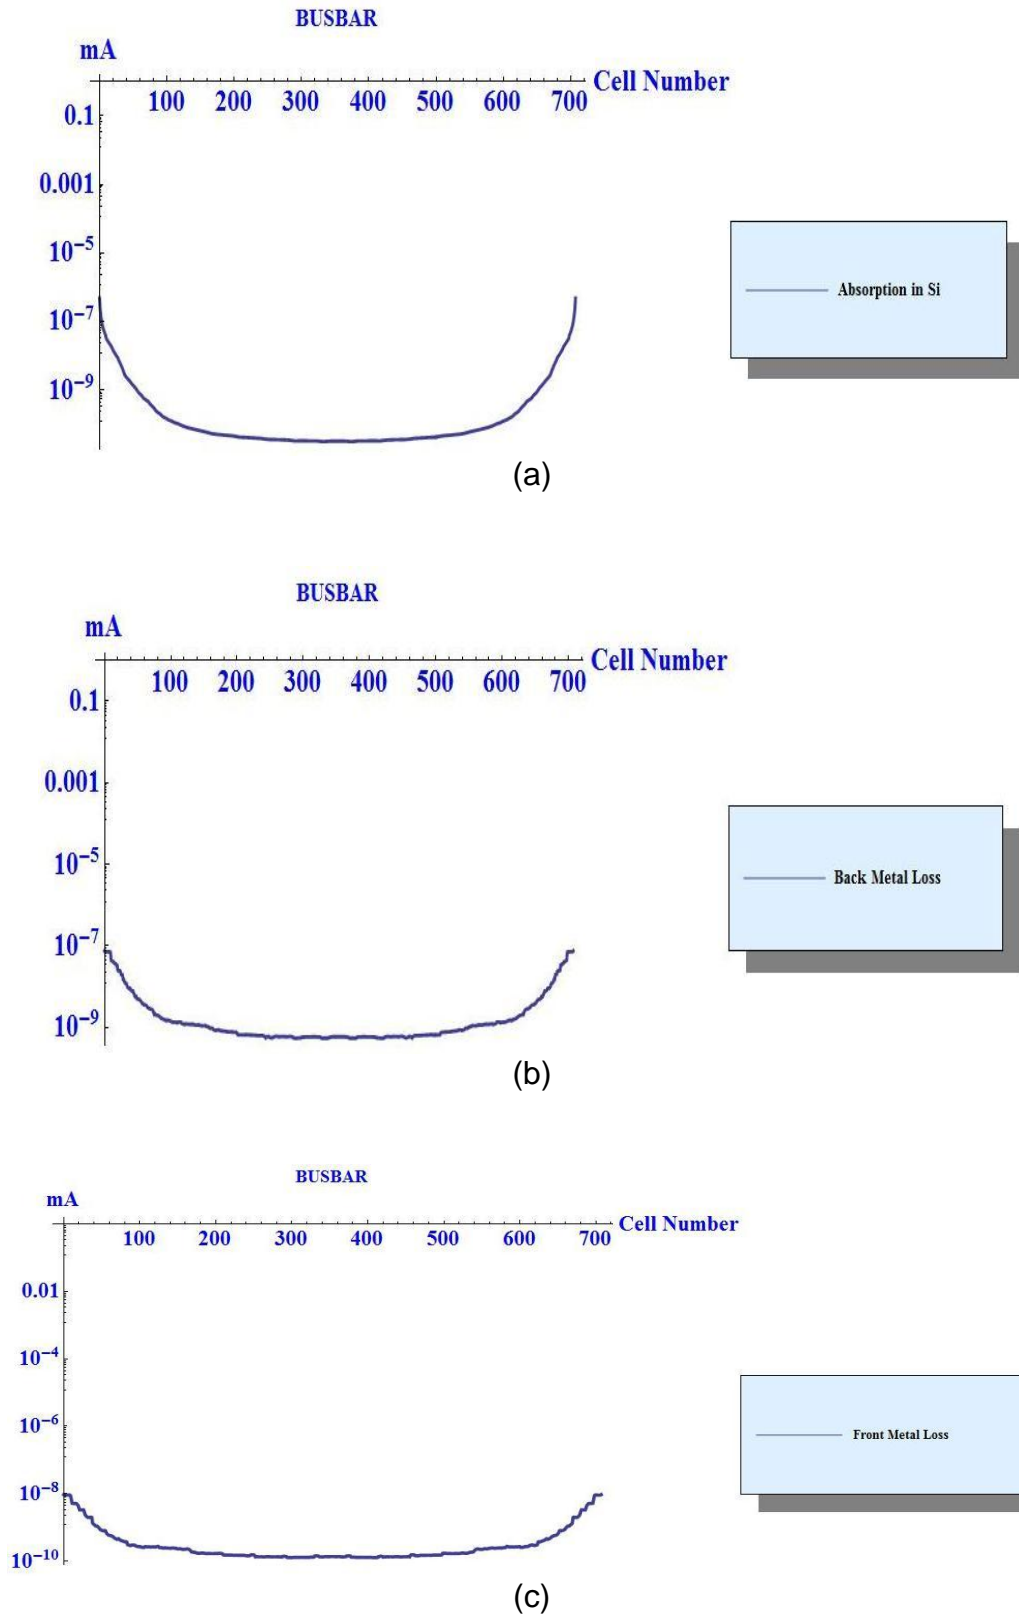 BUSBAR
mA
Cell Number
100 200 300 400 500 600 700
0.1
0.001
10⁻⁵
10⁻⁷
10⁻⁹
Absorption in Si
(a)
BUSBAR
mA
Cell Number
100 200 300 400 500 600 700
0.1
0.001
10⁻⁵
10⁻⁷
10⁻⁹
Back Metal Loss
(b)
BUSBAR
mA
Cell Number
100 200 300 400 500 600 700
0.01
10⁻⁴
10⁻⁶
10⁻⁸
10⁻¹⁰
Front Metal Loss
(c)